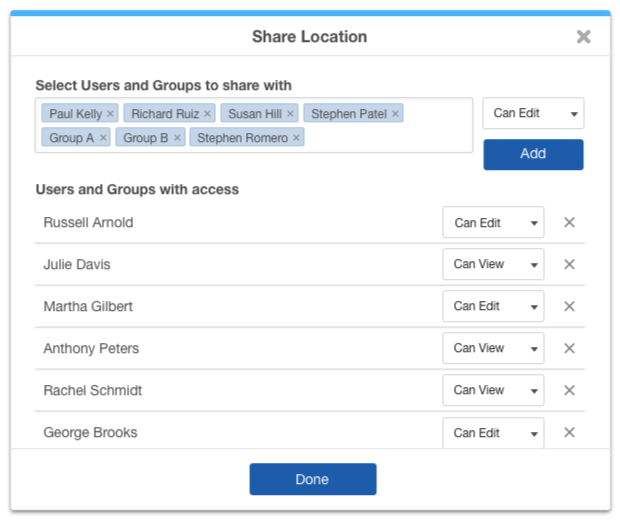 Share Location ×
Select Users and Groups to share with
Paul Kelly × Richard Ruiz × Susan Hill × Stephen Patel × Can Edit
Group A × Group B × Stephen Romero ×
Add
Users and Groups with access
Russell Arnold Can Edit ×
Julie Davis Can View ×
Martha Gilbert Can Edit ×
Anthony Peters Can View ×
Rachel Schmidt Can View ×
George Brooks Can Edit ×
Done